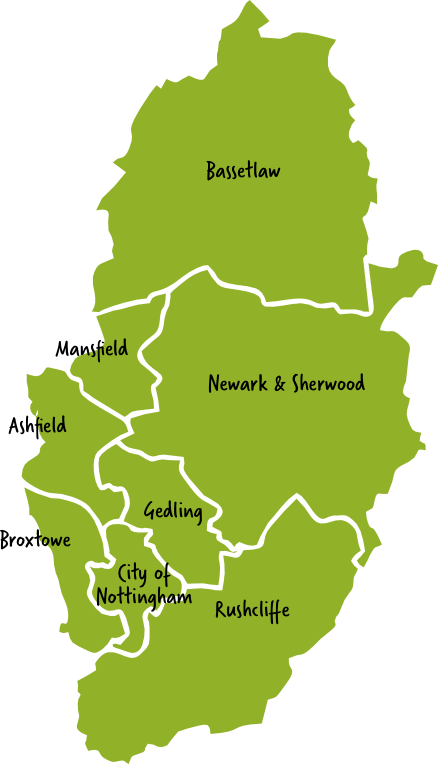 Bassetlaw
Mansfield
Newark & Sherwood
Ashfield
Gedling
Broxtowe
City of
Nottingham
Rushcliffe